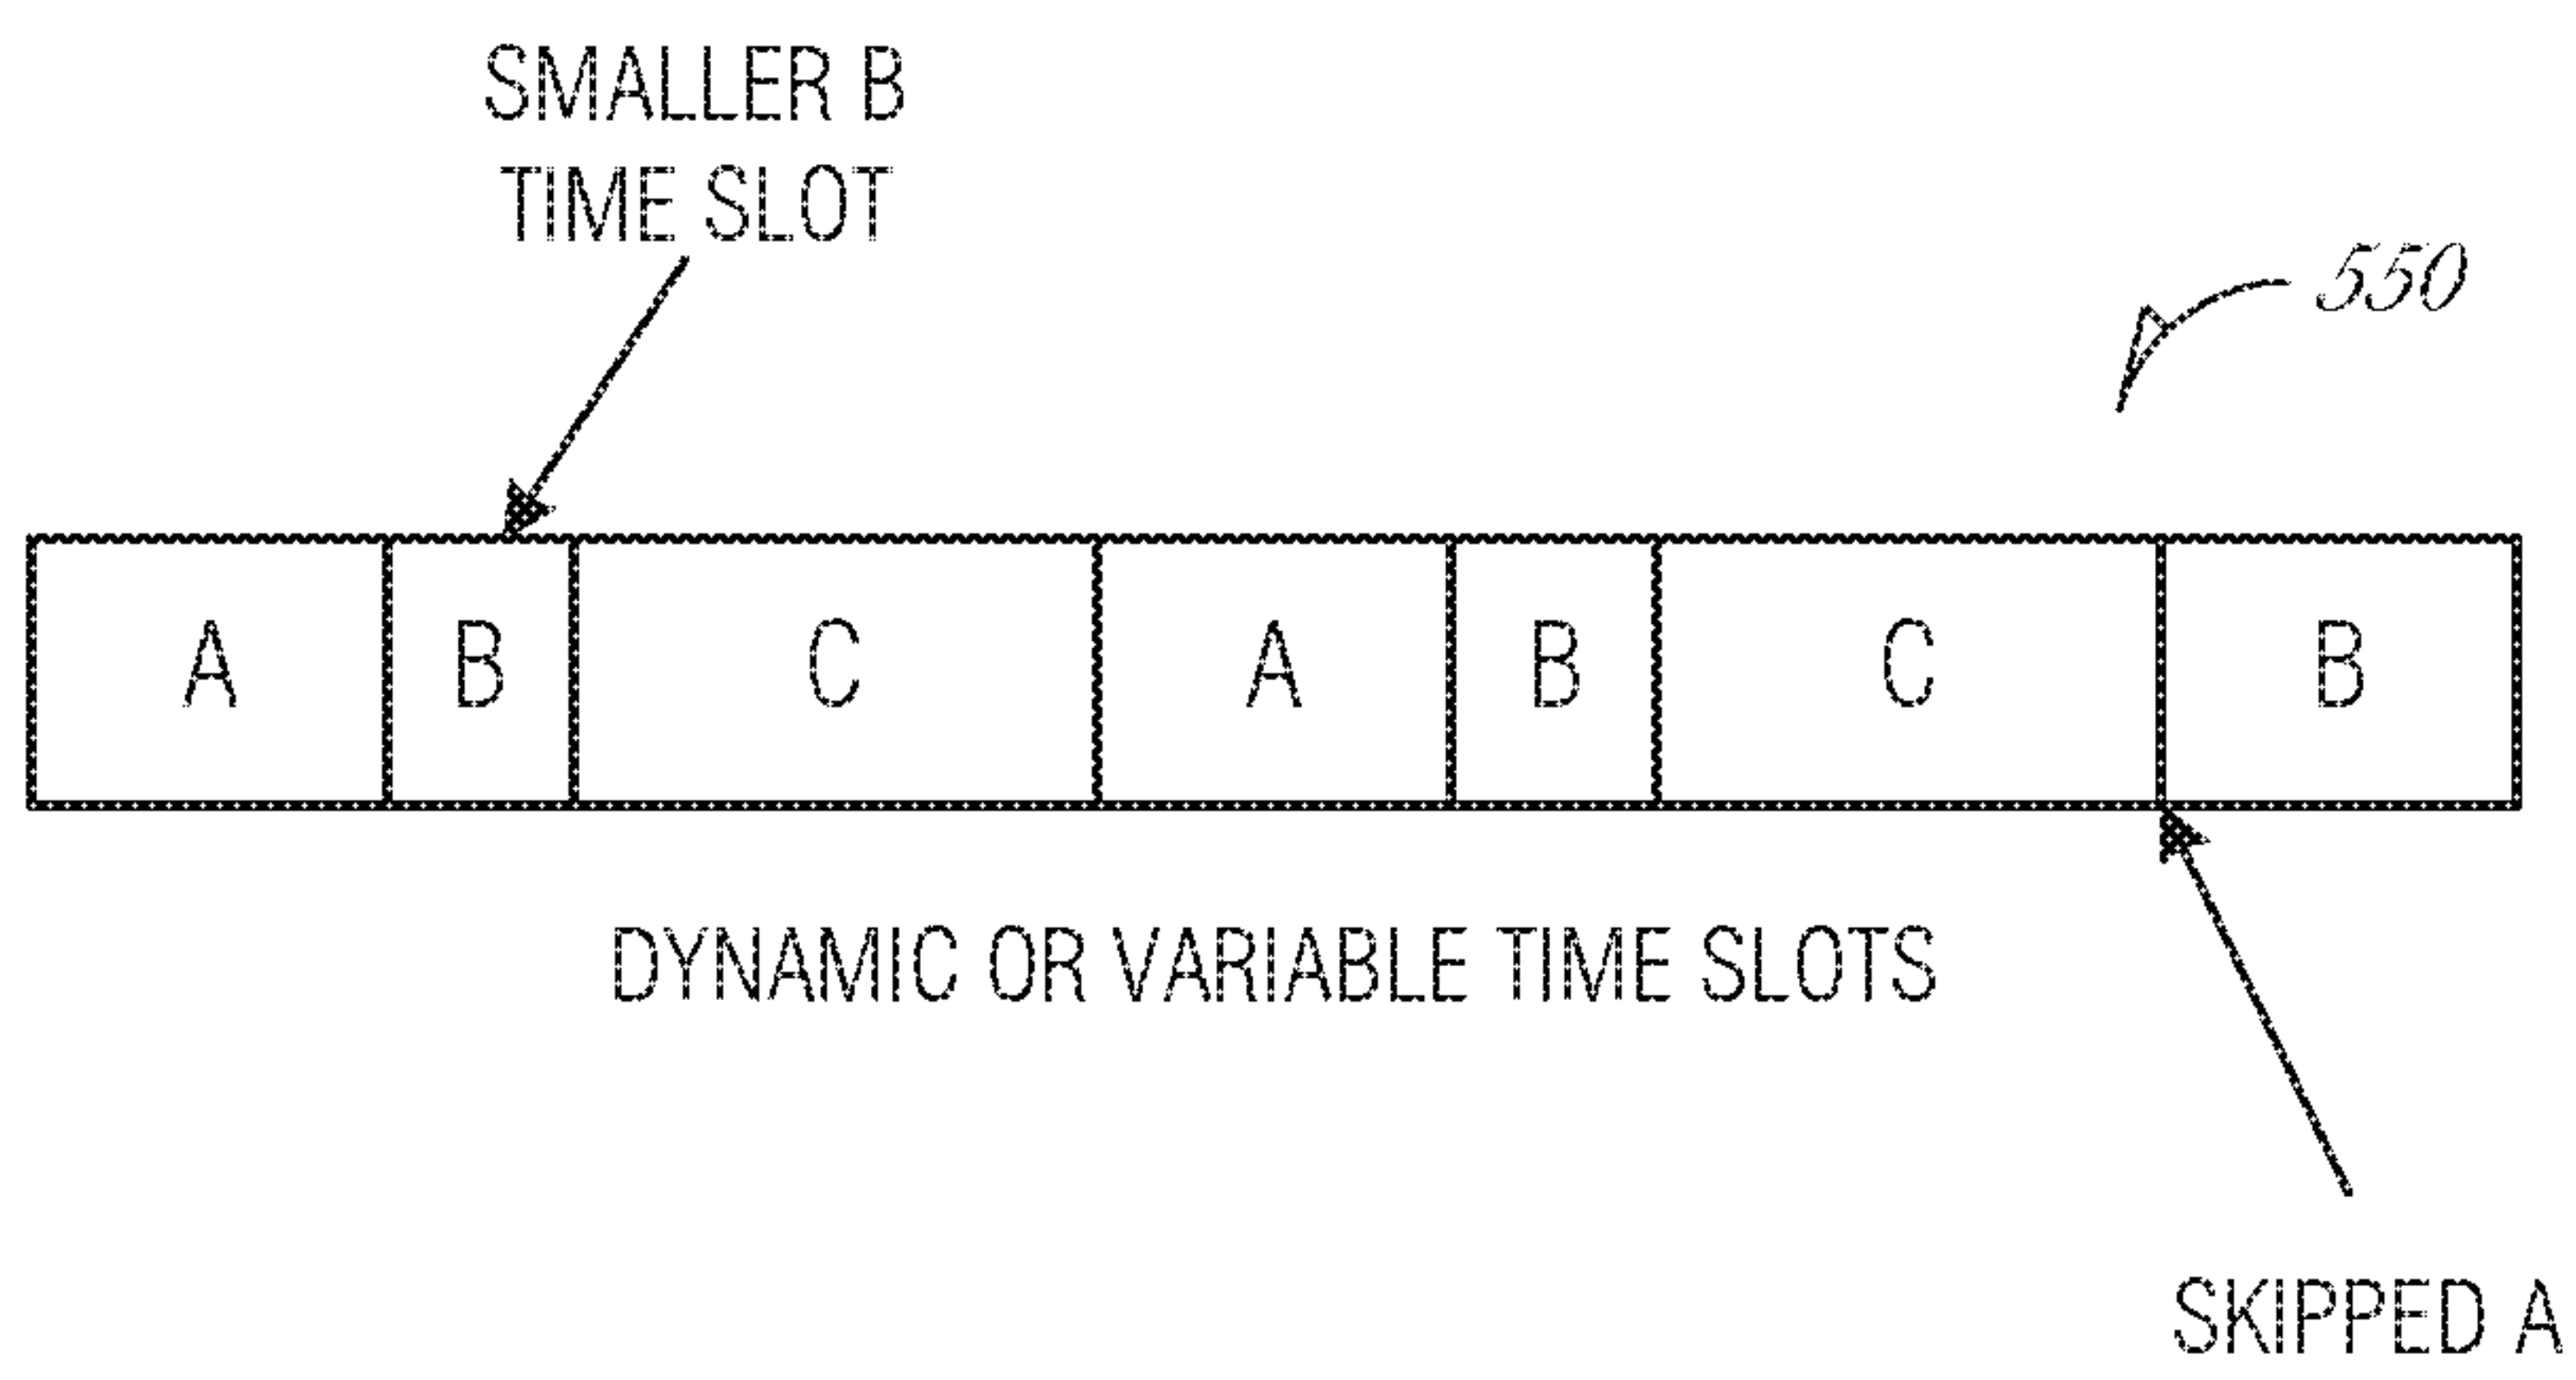 SMALLER B
TIME SLOT
550
A B C A B C B
DYNAMIC OR VARIABLE TIME SLOTS
SKIPPED A